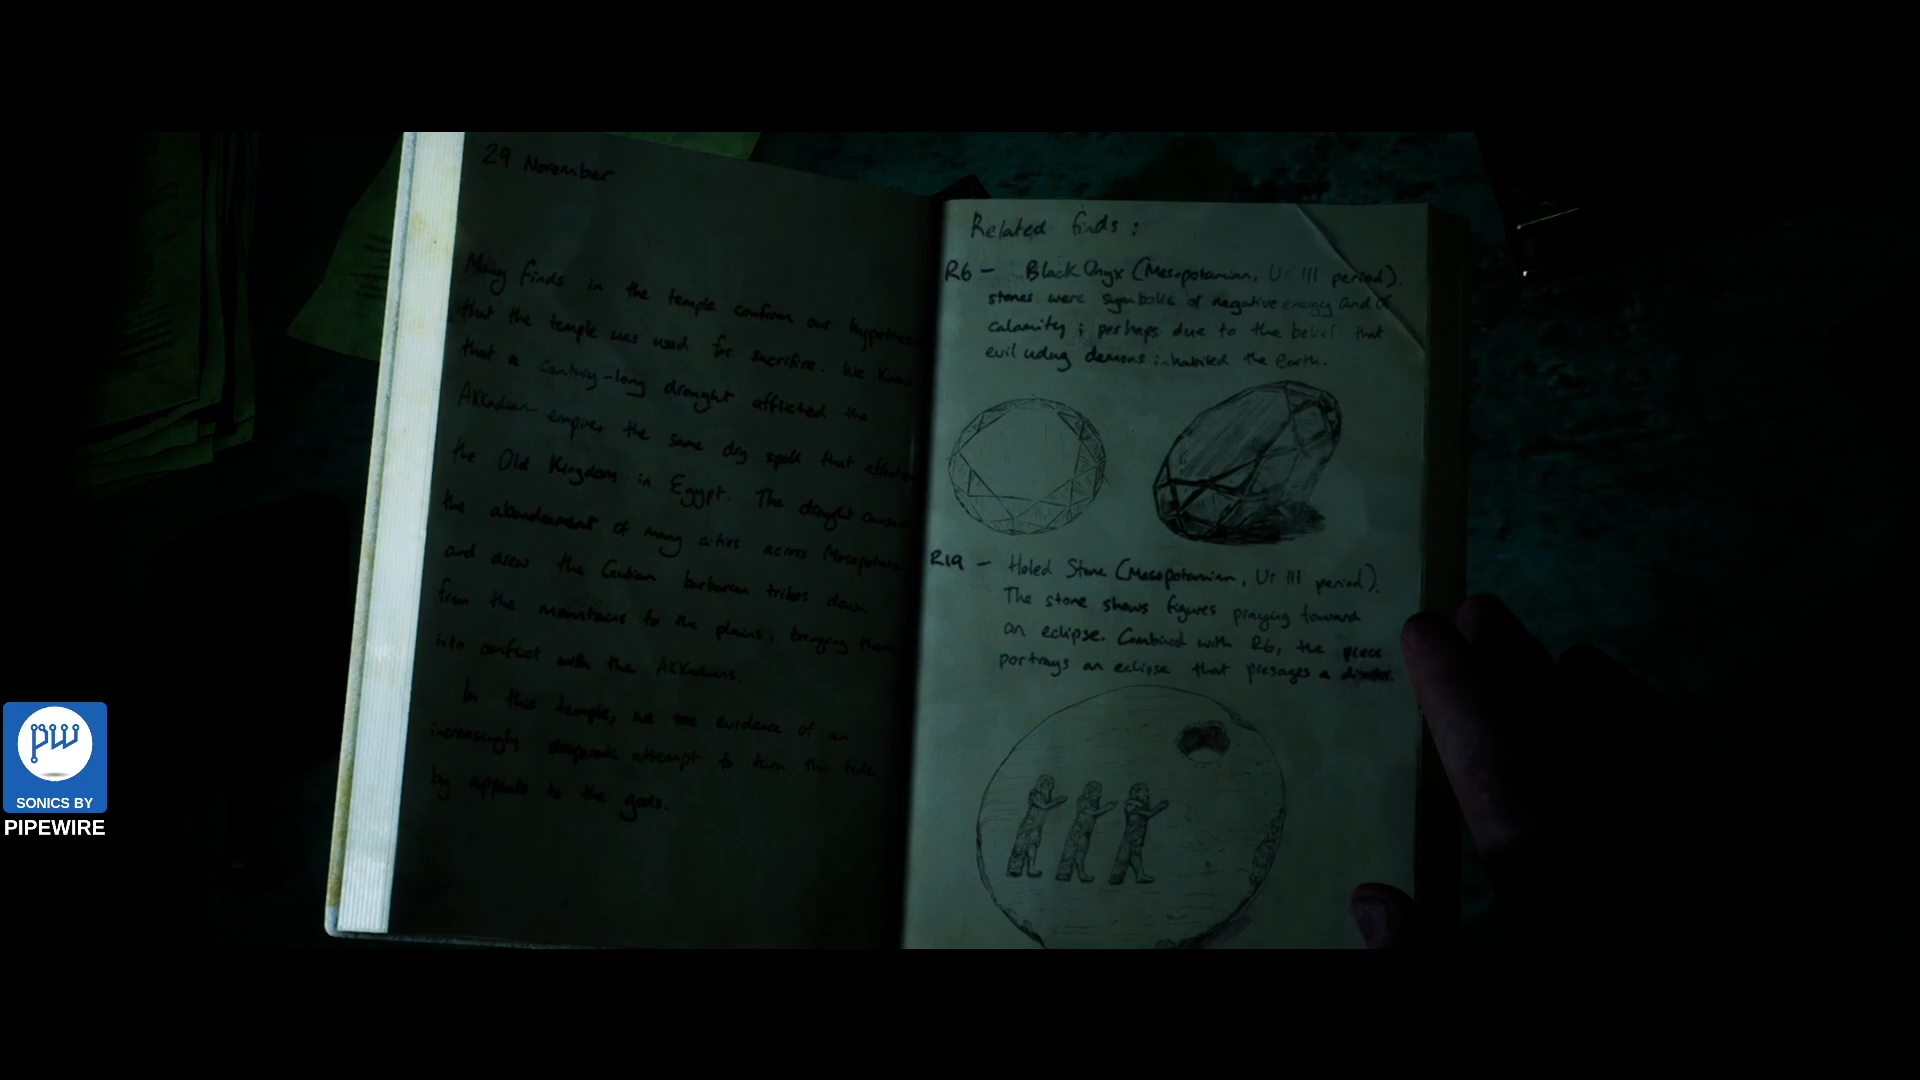 29 November
Many finds in the temple confirm our
that the temple was used for sacrifice. We know
that a century-long drought afflicted the
Akkadian empire, the same dry spell that
the Old Kingdom in Egypt. The drought caused
the abandonment of many cities across
and drew the Gutian barbarian tribes down
from the mountains to the plains, bringing them
into conflict with the Akkadians.
In this temple, we see evidence of an
increasingly desperate attempt to turn the tide
by appeals to the gods.
Related finds:
R6 - Black Onyx (Mesopotamian, Ur III period).
stones were symbolic of negative energy and of
calamity; perhaps due to the belief that
evil udug demons inhabited the earth.
R19 - Holed Stone (Mesopotamian, Ur III period).
The stone shows figures praying toward
an eclipse. Combined with R6, the piece
portrays an eclipse that presages a
SONICS BY
PIPEWIRE